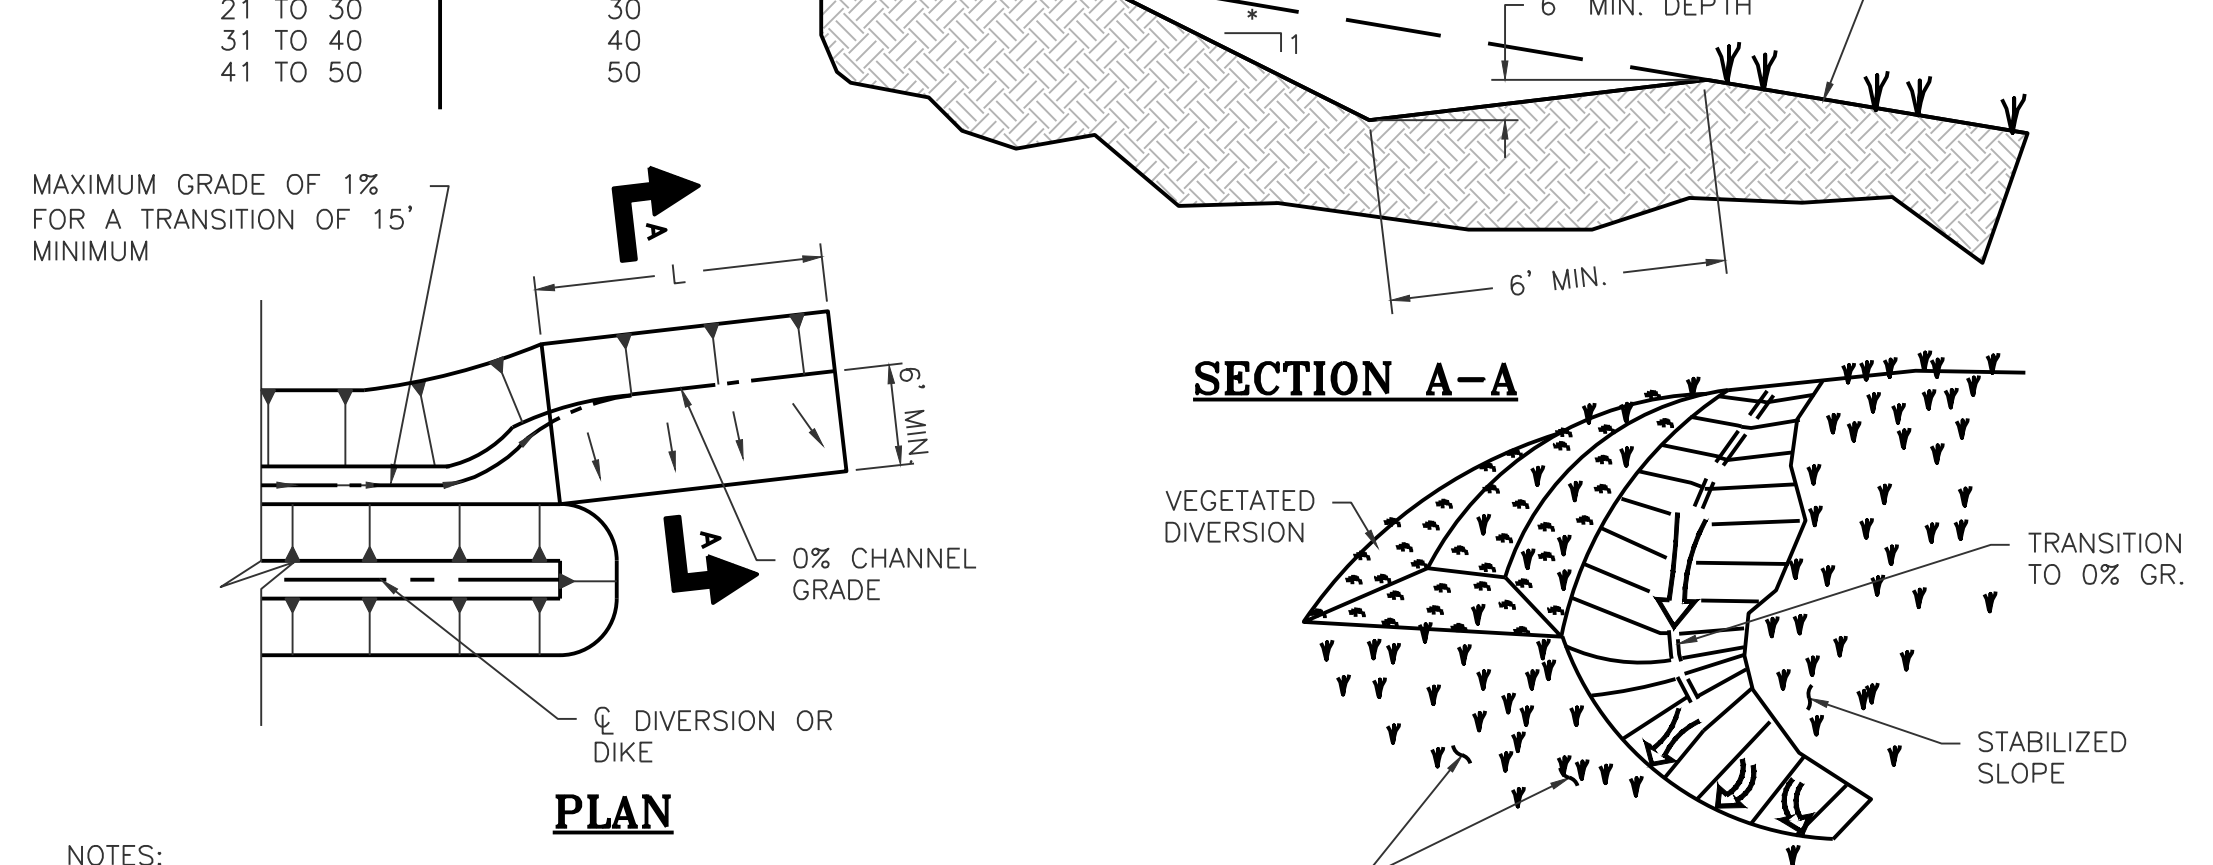 21 TO 30 30
31 TO 40 40
41 TO 50 50
*
1
6" MIN. DEPTH
MAXIMUM GRADE OF 1%
FOR A TRANSITION OF 15'
MINIMUM
A
L
6' MIN.
6' MIN.
SECTION A-A
A
0% CHANNEL
GRADE
VEGETATED
DIVERSION
TRANSITION
TO 0% GR.
℄ DIVERSION OR
DIKE
STABILIZED
SLOPE
PLAN
NOTES: